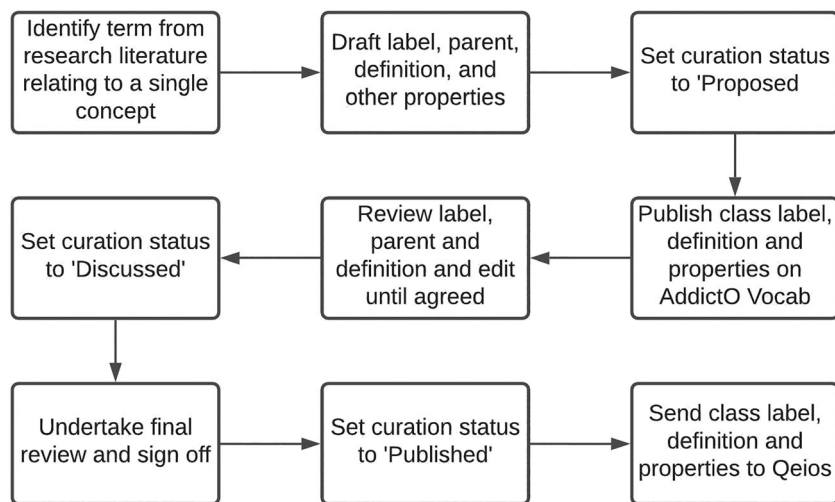 Identify term from
research literature
relating to a single
concept
Draft label, parent,
definition, and
other properties
Set curation status
to 'Proposed
Publish class label,
definition and
properties on
AddictO Vocab
Review label,
parent and
definition and edit
until agreed
Set curation status
to 'Discussed'
Undertake final
review and sign off
Set curation status
to 'Published'
Send class label,
definition and
properties to Qeios